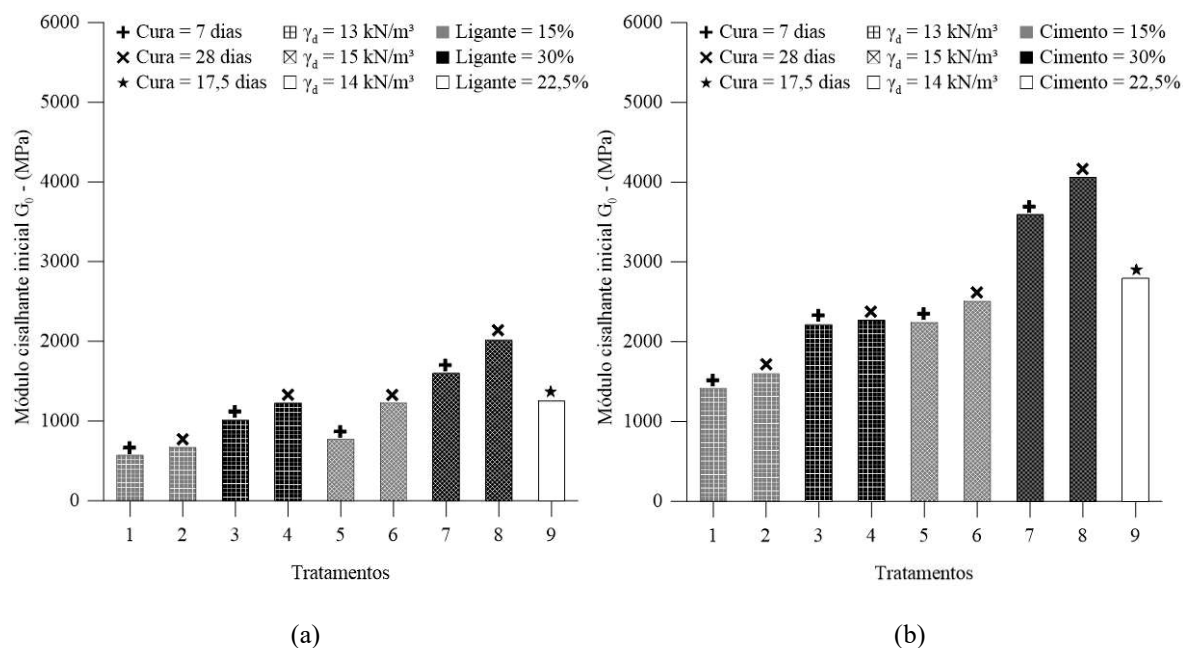 6000
5000
4000
3000
2000
1000
0
Módulo cisalhante inicial G₀ - (MPa)
Cura = 7 dias γd = 13 kN/m³ Ligante = 15%
Cura = 28 dias γd = 15 kN/m³ Ligante = 30%
Cura = 17,5 dias γd = 14 kN/m³ Ligante = 22,5%
1 2 3 4 5 6 7 8 9
Tratamentos
(a)
6000
5000
4000
3000
2000
1000
0
Módulo cisalhante inicial G₀ - (MPa)
Cura = 7 dias γd = 13 kN/m³ Cimento = 15%
Cura = 28 dias γd = 15 kN/m³ Cimento = 30%
Cura = 17,5 dias γd = 14 kN/m³ Cimento = 22,5%
1 2 3 4 5 6 7 8 9
Tratamentos
(b)